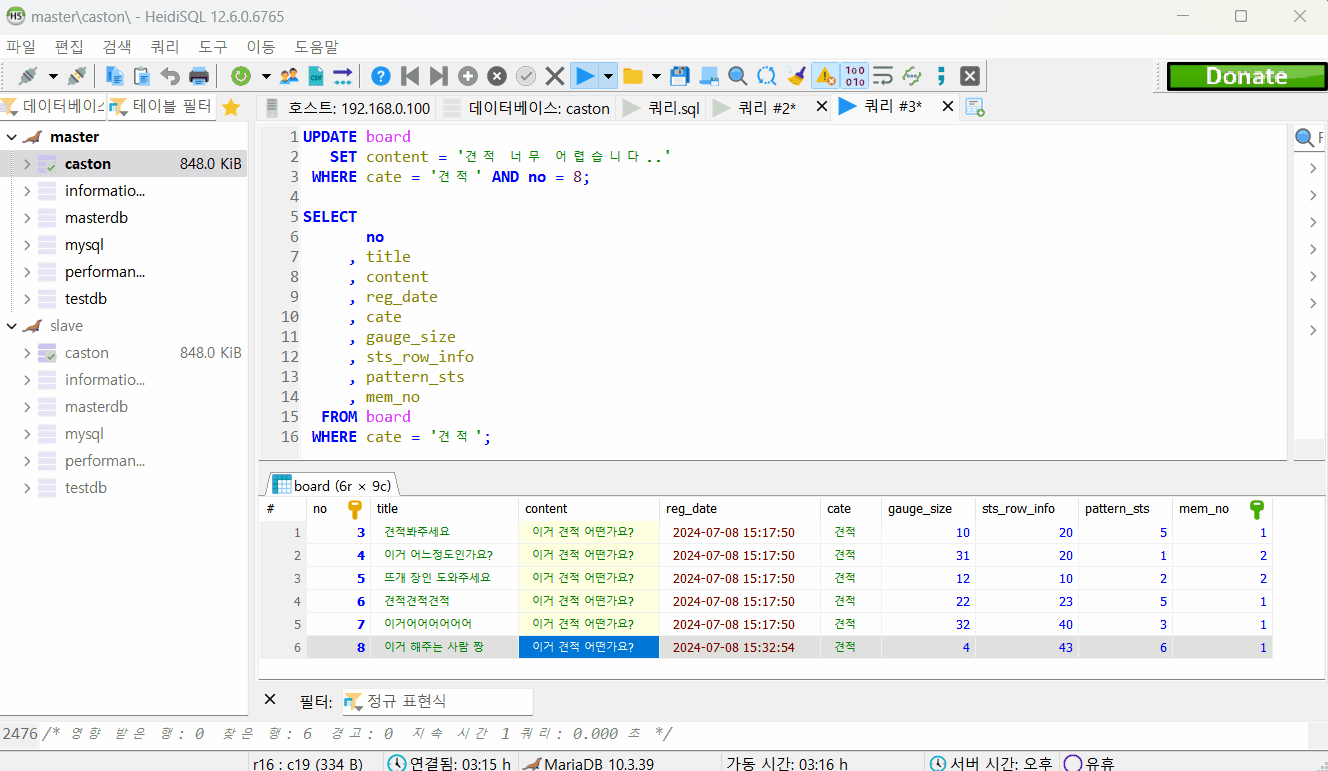 master\caston\ - HeidiSQL 12.6.0.6765
파일 편집 검색 쿼리 도구 이동 도움말
Donate
데이터베이스 테이블 필터 호스트: 192.168.0.100 데이터베이스: caston 쿼리.sql 쿼리 #2* 쿼리 #3*
master
caston 848.0 KiB
informatio...
masterdb
mysql
performan...
testdb
slave
caston 848.0 KiB
informatio...
masterdb
mysql
performan...
testdb
1 UPDATE board
2 SET content = '견적 너무 어렵습니다..'
3 WHERE cate = '견적' AND no = 8;
4
5 SELECT
6 no
7 , title
8 , content
9 , reg_date
10 , cate
11 , gauge_size
12 , sts_row_info
13 , pattern_sts
14 , mem_no
15 FROM board
16 WHERE cate = '견적';
board (6r × 9c)
# no title content reg_date cate gauge_size sts_row_info pattern_sts mem_no
1 3 견적봐주세요 이거 견적 어떤가요? 2024-07-08 15:17:50 견적 10 20 5 1
2 4 이거 어느정도인가요? 이거 견적 어떤가요? 2024-07-08 15:17:50 견적 31 20 1 2
3 5 뜨개 장인 도와주세요 이거 견적 어떤가요? 2024-07-08 15:17:50 견적 12 10 2 2
4 6 견적견적견적 이거 견적 어떤가요? 2024-07-08 15:17:50 견적 22 23 5 1
5 7 이거어어어어어어 이거 견적 어떤가요? 2024-07-08 15:17:50 견적 32 40 3 1
6 8 이거 해주는 사람 짱 이거 견적 어떤가요? 2024-07-08 15:32:54 견적 4 43 6 1
필터: 정규 표현식
2476 /* 영향 받은 행: 0 찾은 행: 6 경고: 0 지속 시간 1 쿼리: 0.000 초 */
r16 : c19 (334 B) 연결됨: 03:15 h MariaDB 10.3.39 가동 시간: 03:16 h 서버 시간: 오후 유휴